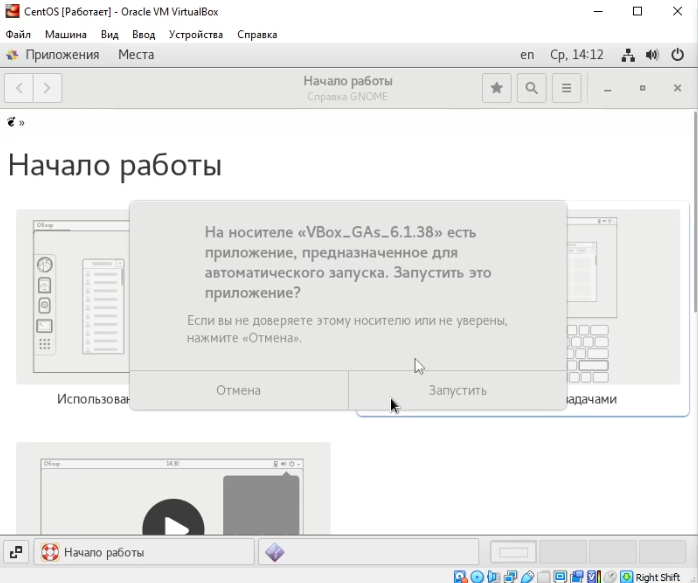 CentOS [Работает] - Oracle VM VirtualBox
Файл Машина Вид Ввод Устройства Справка
Приложения Места en Ср, 14:12
Начало работы
Справка GNOME
»
Начало работы
На носителе «VBox_GAs_6.1.38» есть
приложение, предназначенное для
автоматического запуска. Запустить это
приложение?
Если вы не доверяете этому носителю или не уверены,
нажмите «Отмена».
Отмена Запустить
Обзор
Использован
задачами
Обзор 14:30
Начало работы
Right Shift